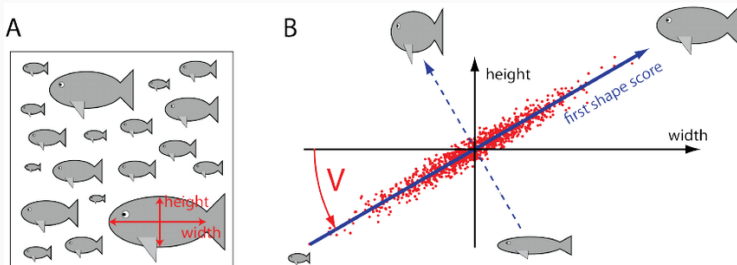 A
height
width
B
height
first shape score
width
V